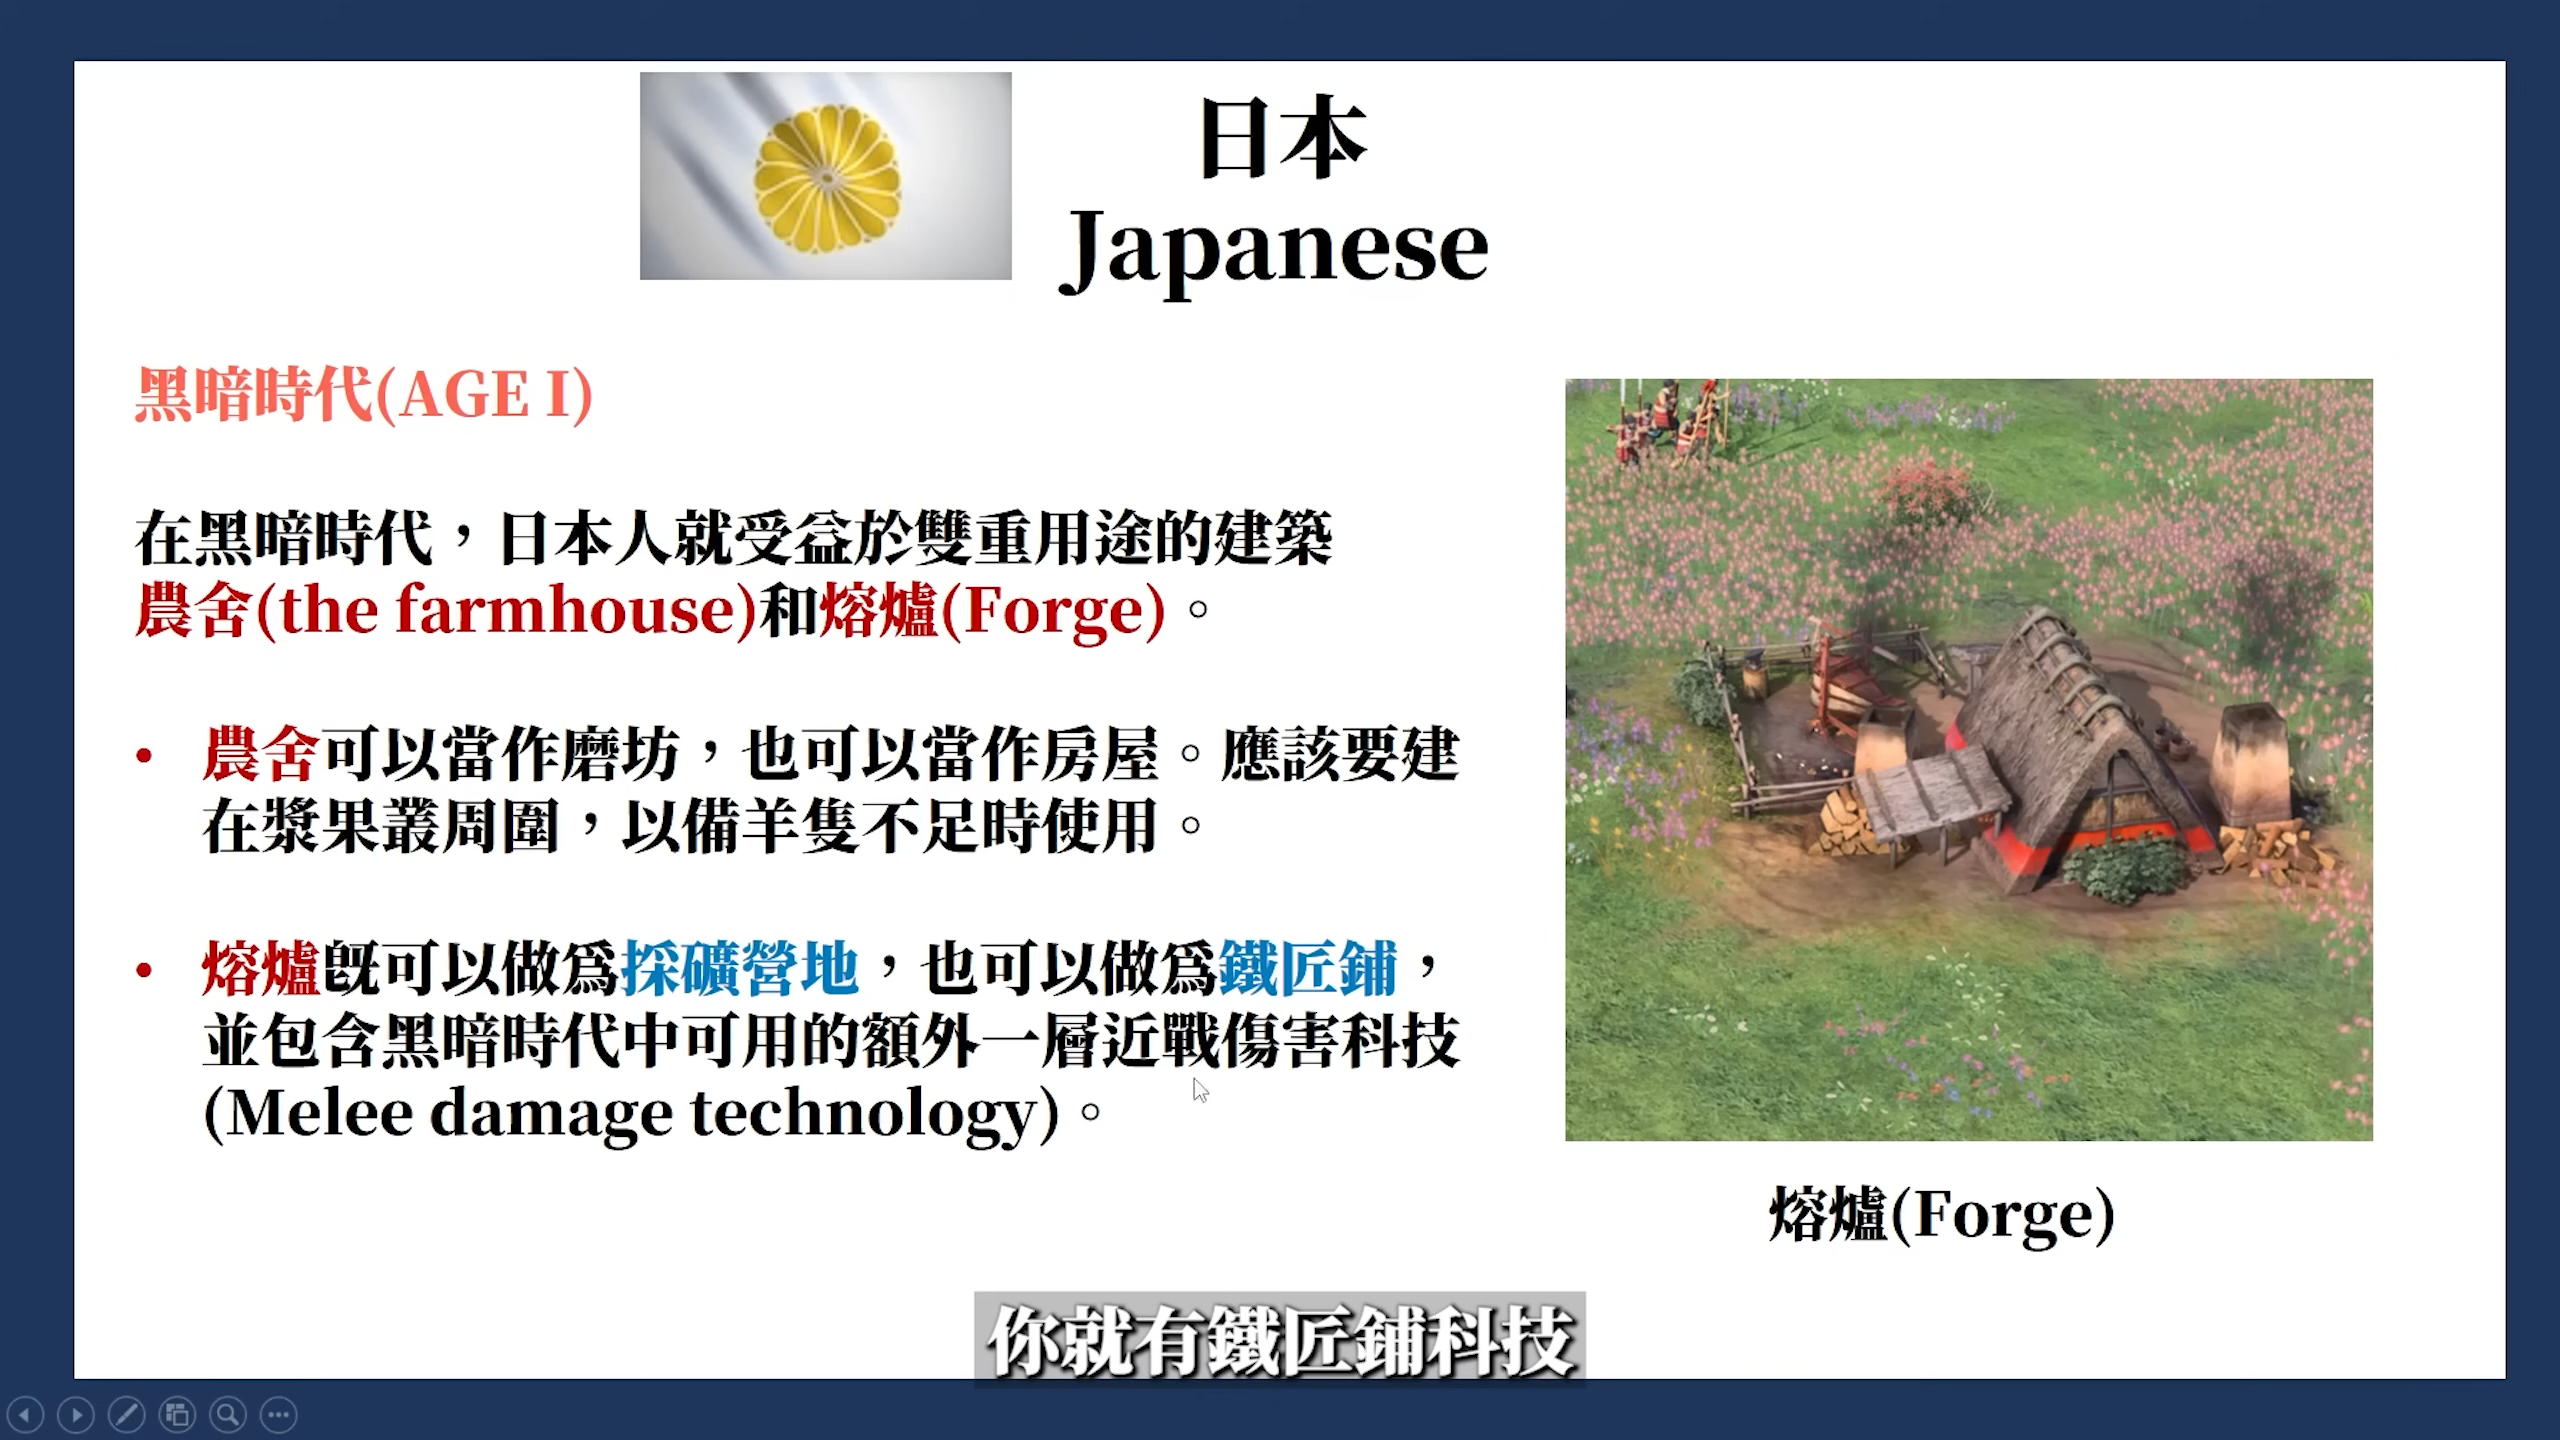 日本
Japanese
黑暗時代(AGE I)
在黑暗時代，日本人就受益於雙重用途的建築
農舍(the farmhouse)和熔爐(Forge)。
• 農舍可以當作磨坊，也可以當作房屋。應該要建
在漿果叢周圍，以備羊隻不足時使用。
• 熔爐既可以做為採礦營地，也可以做為鐵匠鋪，
並包含黑暗時代中可用的額外一層近戰傷害科技
(Melee damage technology)。
熔爐(Forge)
你就有鐵匠鋪科技